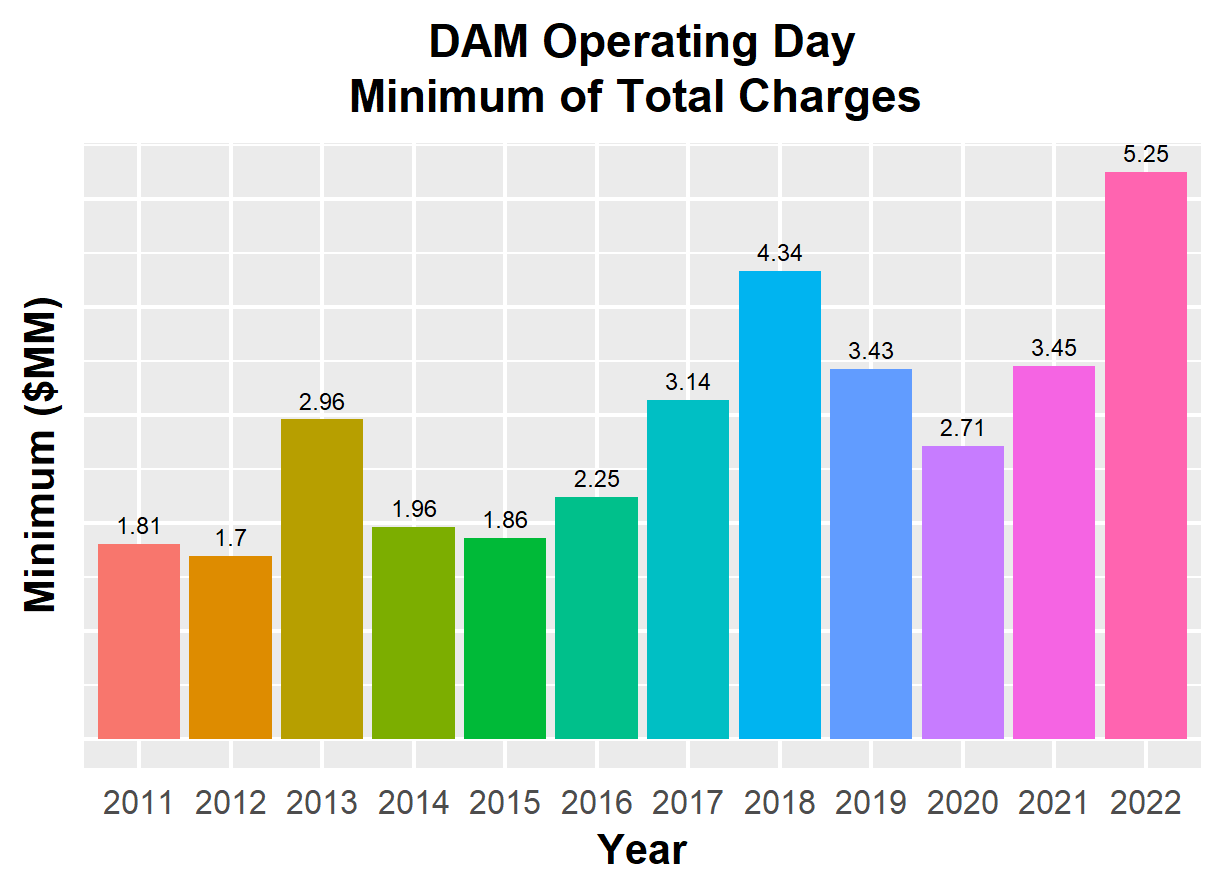 DAM Operating Day
Minimum of Total Charges
Minimum ($MM)
5.25
4.34
3.43
3.45
3.14
2.96
2.71
2.25
1.96
1.86
1.81
1.7
2011 2012 2013 2014 2015 2016 2017 2018 2019 2020 2021 2022
Year